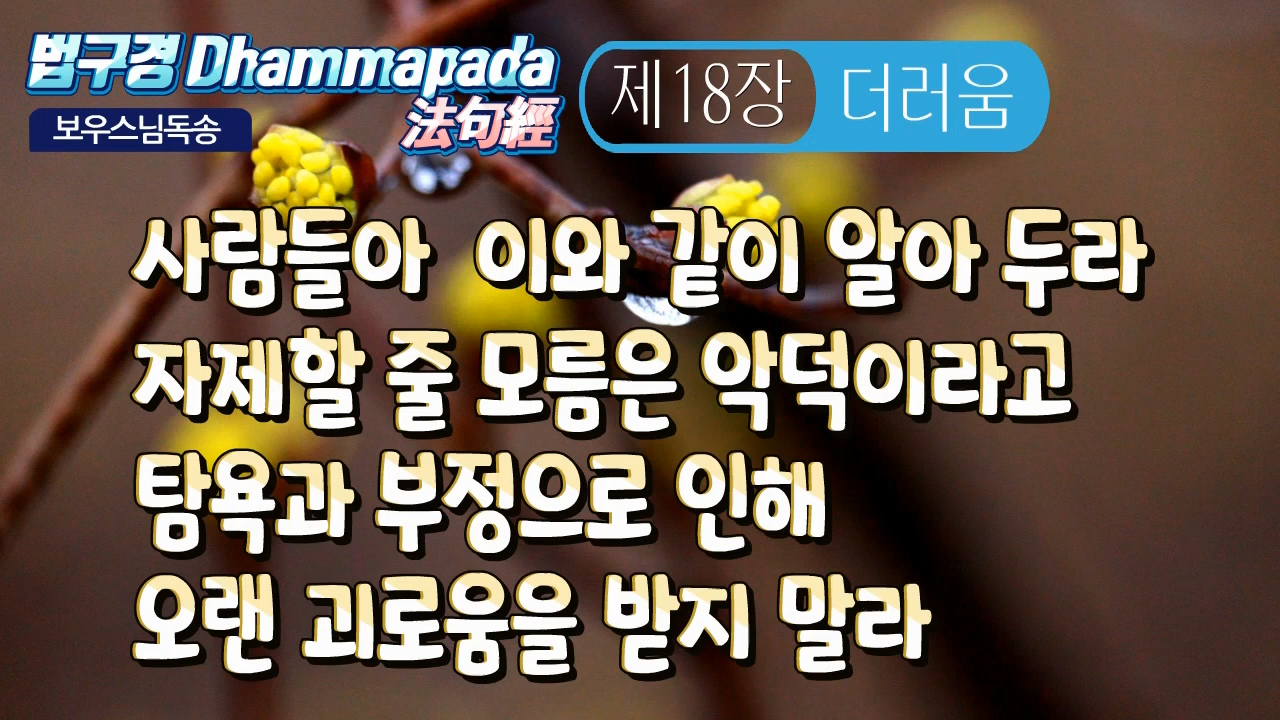 법구경 Dhammapada
法句經
보우스님독송
제18장 더러움
사람들아 이와 같이 알아 두라
자제할 줄 모름은 악덕이라고
탐욕과 부정으로 인해
오랜 괴로움을 받지 말라